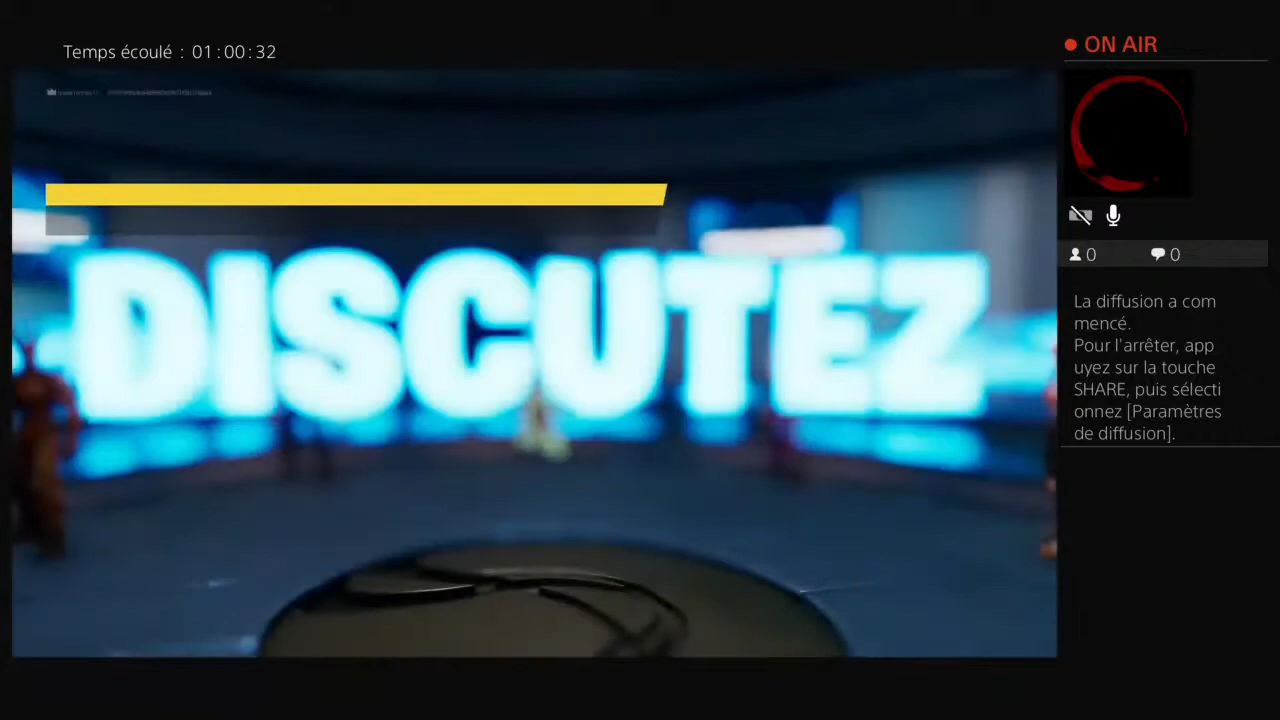 Temps écoulé : 01:00:32
ON AIR
DISCUTEZ
0 0
La diffusion a com
mencé.
Pour l'arrêter, app
uyez sur la touche
SHARE, puis sélecti
onnez [Paramètres
de diffusion].